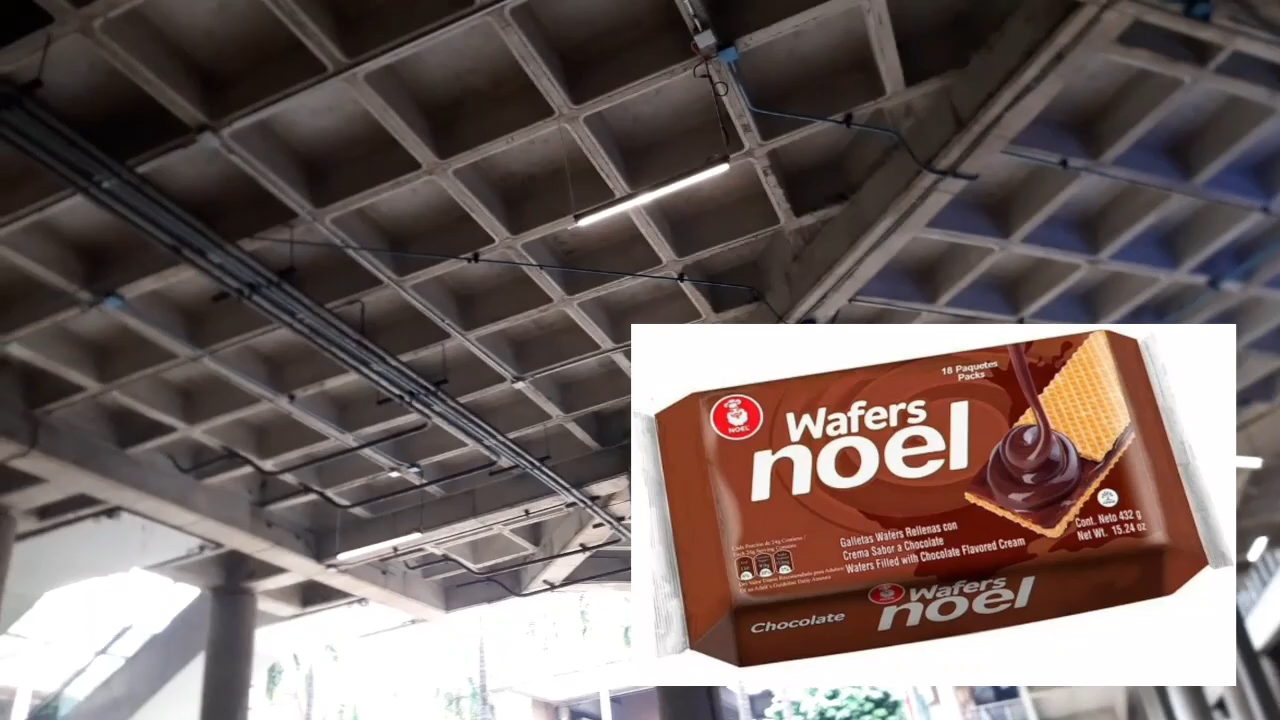 18 Paquetes
Packs
NOEL
Wafers
noel
Galletas Wafers Rellenas con
Crema Sabor a Chocolate
Wafers Filled with Chocolate Flavored Cream
Cont. Neto 432 g
Net Wt. 15.24 oz
Chocolate
Wafers
noel